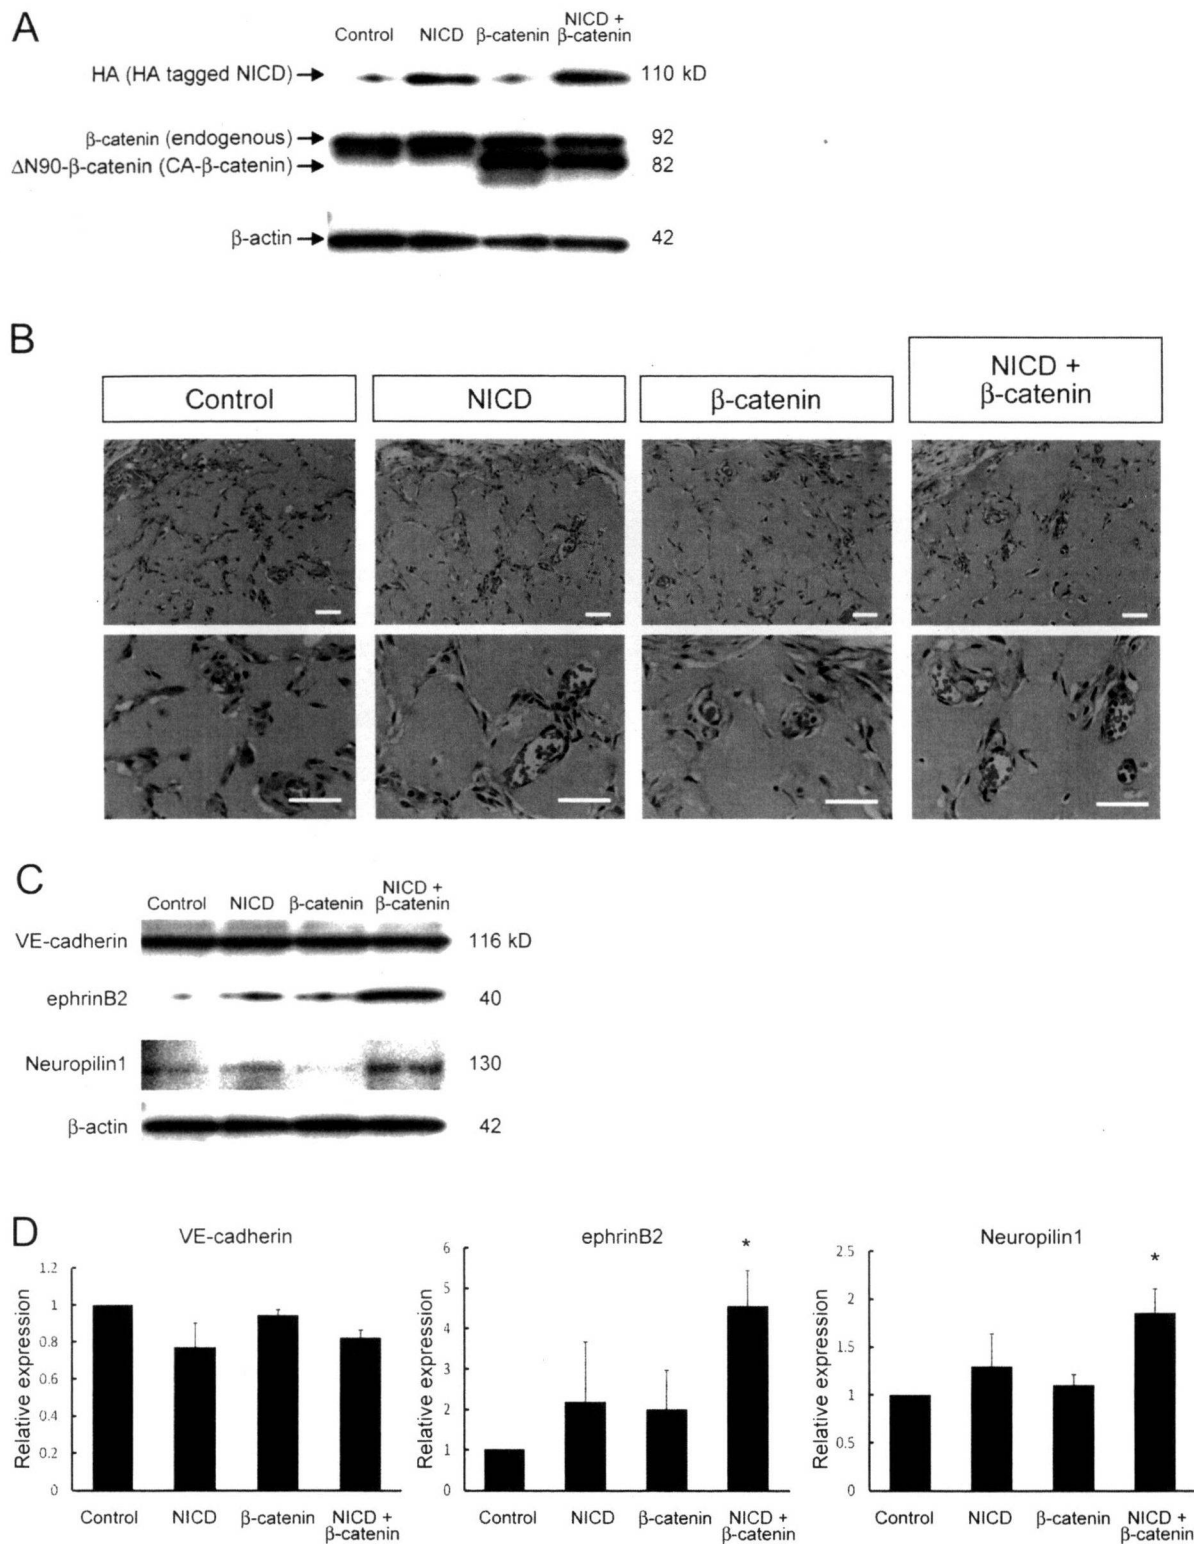 A
Control NICD β-catenin NICD + β-catenin
HA (HA tagged NICD) 110 kD
β-catenin (endogenous) 92
ΔN90-β-catenin (CA-β-catenin) 82
β-actin 42
B
Control
NICD
β-catenin
NICD +
β-catenin
C
Control NICD β-catenin NICD + β-catenin
VE-cadherin 116 kD
ephrinB2 40
Neuropilin1 130
β-actin 42
D
VE-cadherin
Relative expression
1.2
1
0.8
0.6
0.4
0.2
0
Control NICD β-catenin NICD + β-catenin
ephrinB2
Relative expression
6
5
4
3
2
1
0
*
Control NICD β-catenin NICD + β-catenin
Neuropilin1
Relative expression
2.5
2
1.5
1
0.5
0
*
Control NICD β-catenin NICD + β-catenin